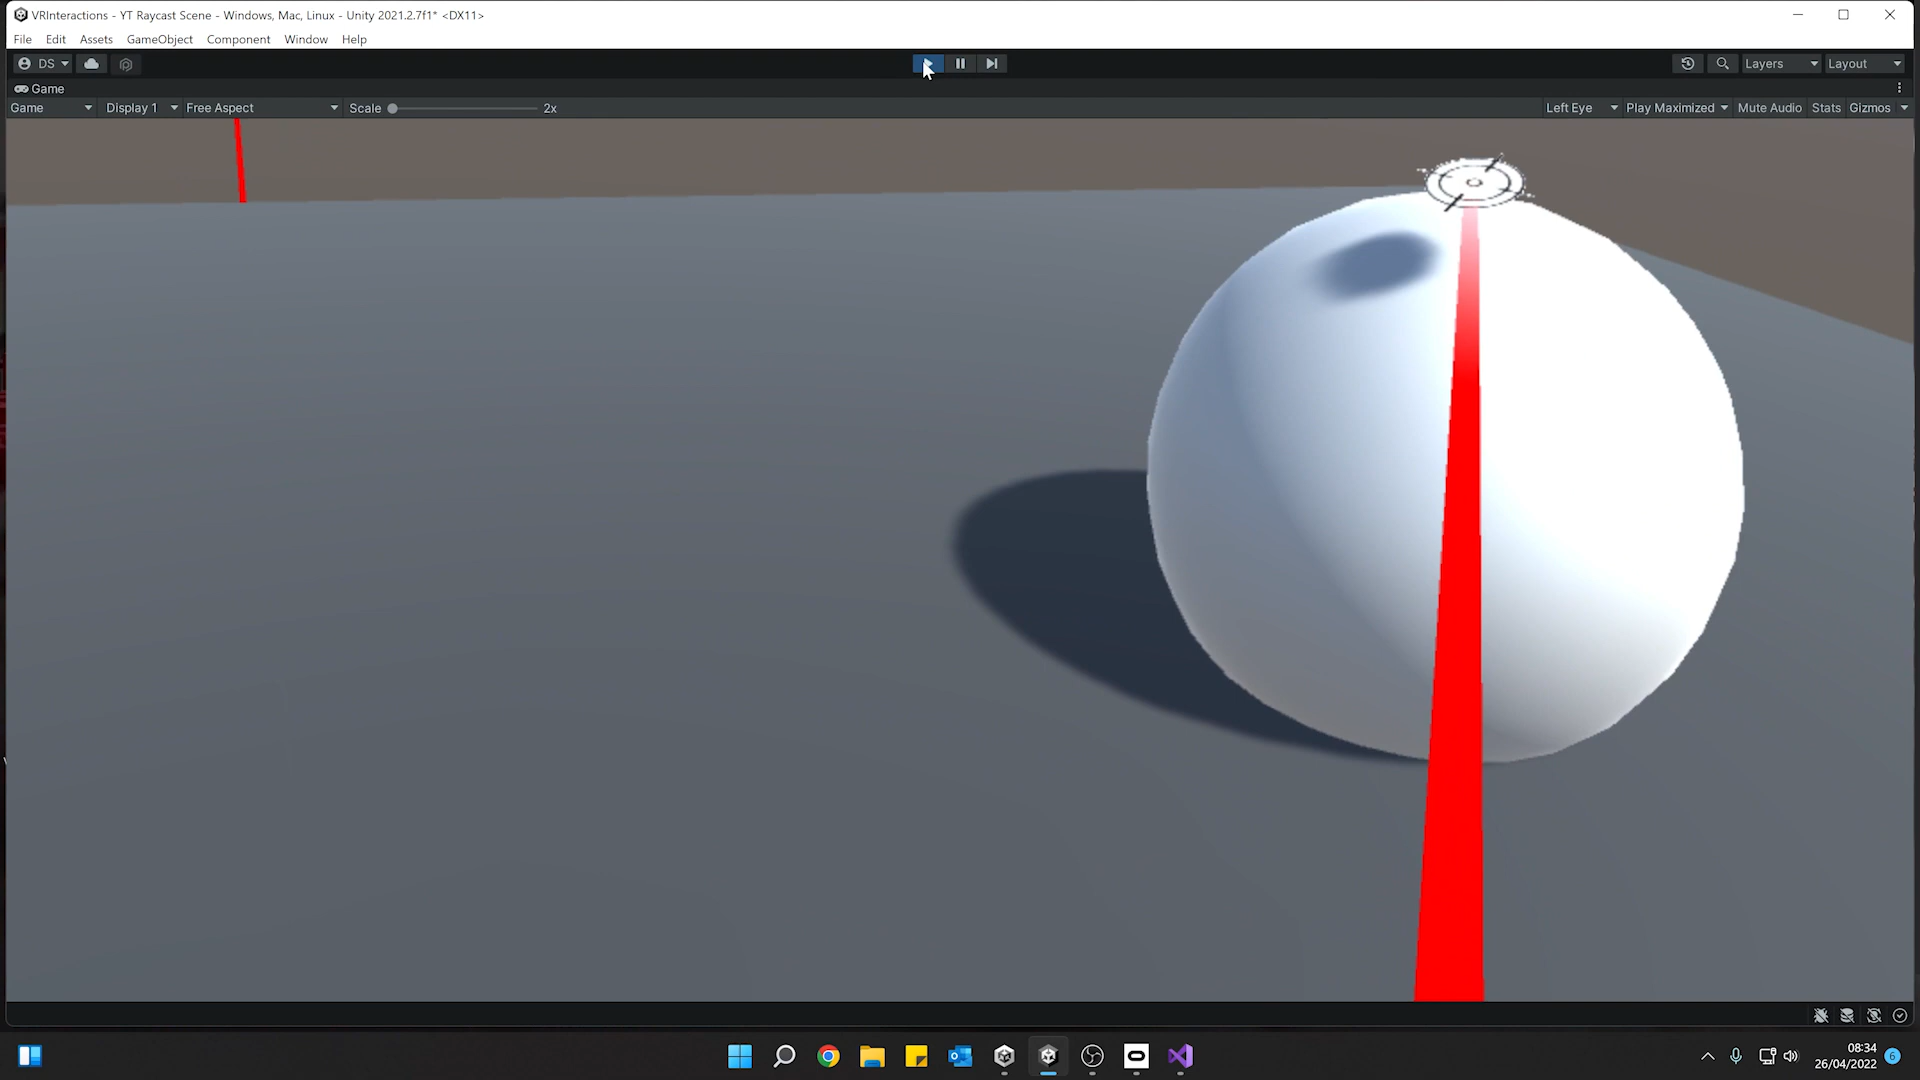 VRInteractions - YT Raycast Scene - Windows, Mac, Linux - Unity 2021.2.7f1* <DX11>
File Edit Assets GameObject Component Window Help
DS Layers Layout
Game
Game Display 1 Free Aspect Scale 2x Left Eye Play Maximized Mute Audio Stats Gizmos
08:34
26/04/2022 6